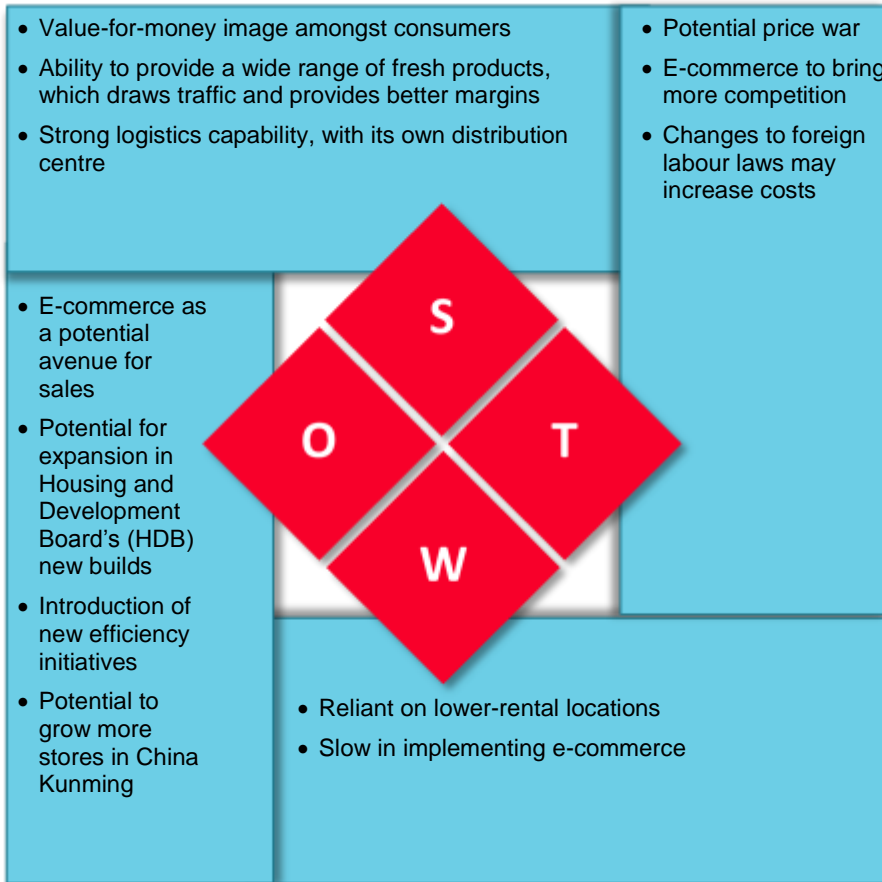 • Value-for-money image amongst consumers
• Ability to provide a wide range of fresh products,
which draws traffic and provides better margins
• Strong logistics capability, with its own distribution
centre
• Potential price war
• E-commerce to bring
more competition
• Changes to foreign
labour laws may
increase costs
S
• E-commerce as
a potential
avenue for
sales
• Potential for
expansion in
Housing and
Development
Board's (HDB)
new builds
• Introduction of
new efficiency
initiatives
• Potential to
grow more
stores in China
Kunming
O
T
W
• Reliant on lower-rental locations
• Slow in implementing e-commerce